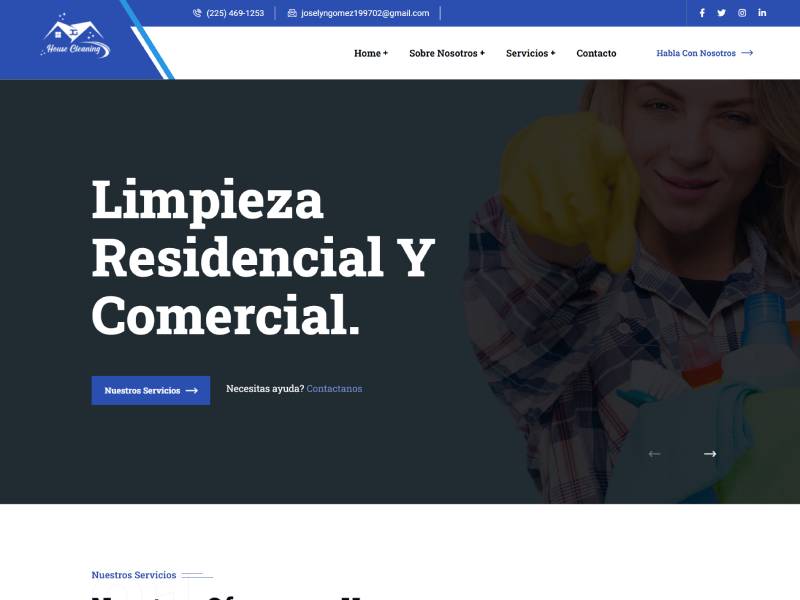 House Cleaning
(225) 469-1253
joselyngomez199702@gmail.com
Home +
Sobre Nosotros +
Servicios +
Contacto
Habla Con Nosotros
Limpieza
Residencial Y
Comercial.
Nuestros Servicios
Necesitas ayuda? Contactanos
Nuestros Servicios